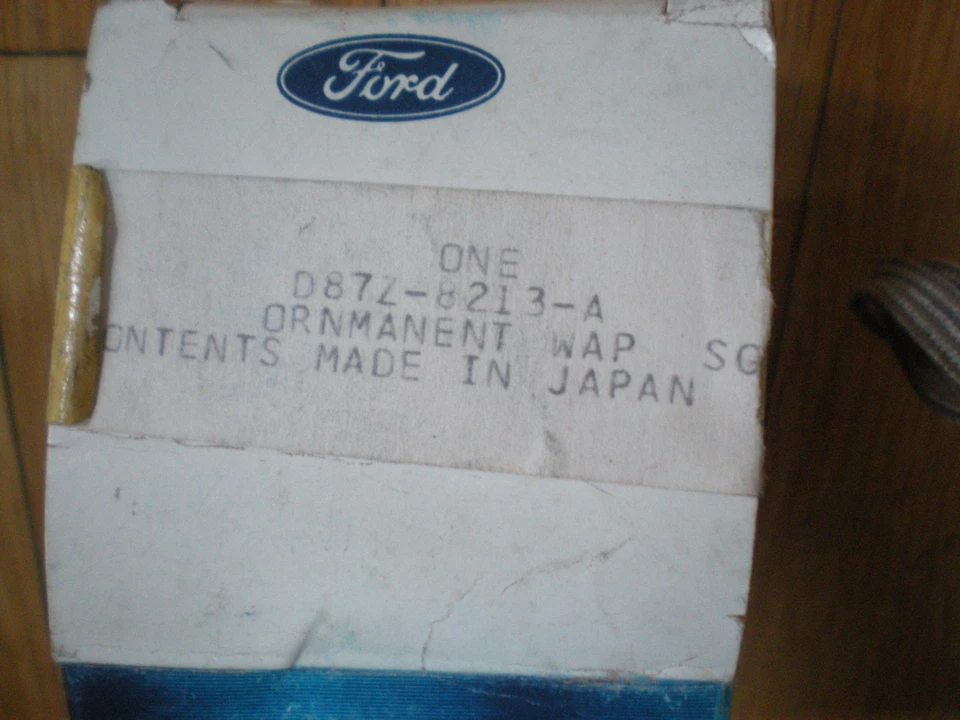 Ford
ONE
D87Z-8213-A
ORNMANENT WAP SG
ONTENTS MADE IN JAPAN